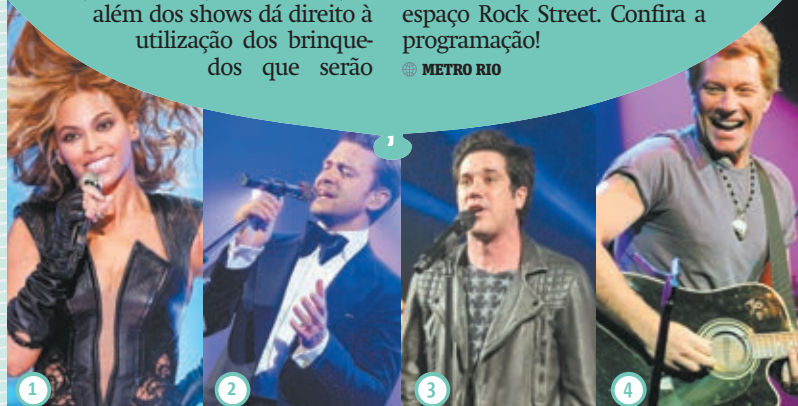 além dos shows dá direito à
utilização dos brinque-
dos que serão
espaço Rock Street. Confira a
programação!
METRO RIO
1
2
3
4